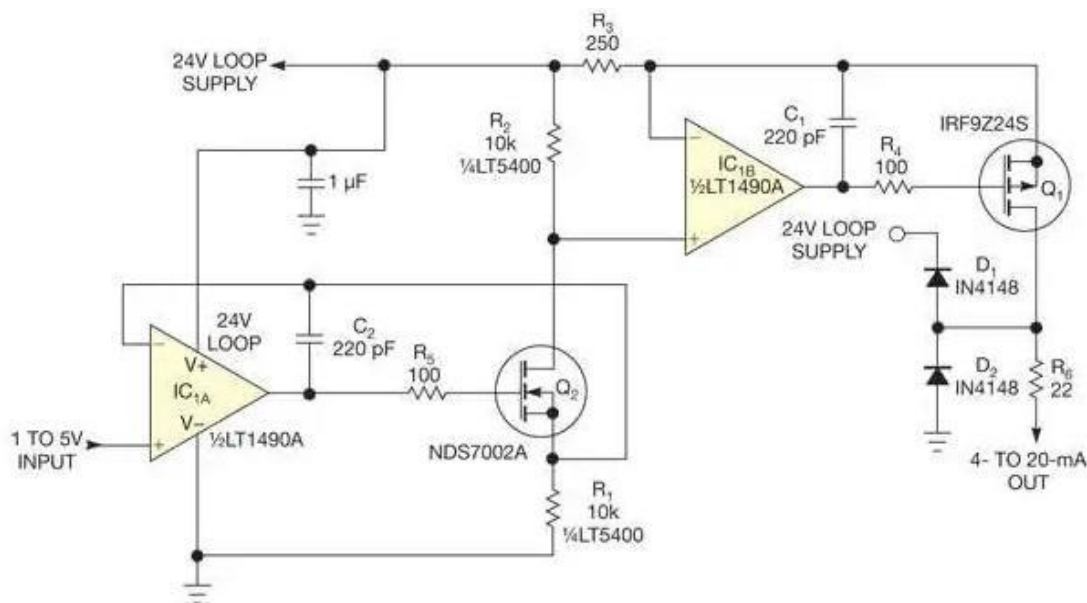 R3
250
24V LOOP
SUPPLY
R2
10k
¼LT5400
C1
220 pF
IRF9Z24S
1 µF
−
IC1B
½LT1490A
+
R4
100
Q1
24V LOOP
SUPPLY
D1
IN4148
24V
LOOP
C2
220 pF
R5
100
Q2
−
V+
IC1A
V−
+
½LT1490A
1 TO 5V
INPUT
NDS7002A
D2
IN4148
R6
22
4- TO 20-mA
OUT
R1
10k
¼LT5400